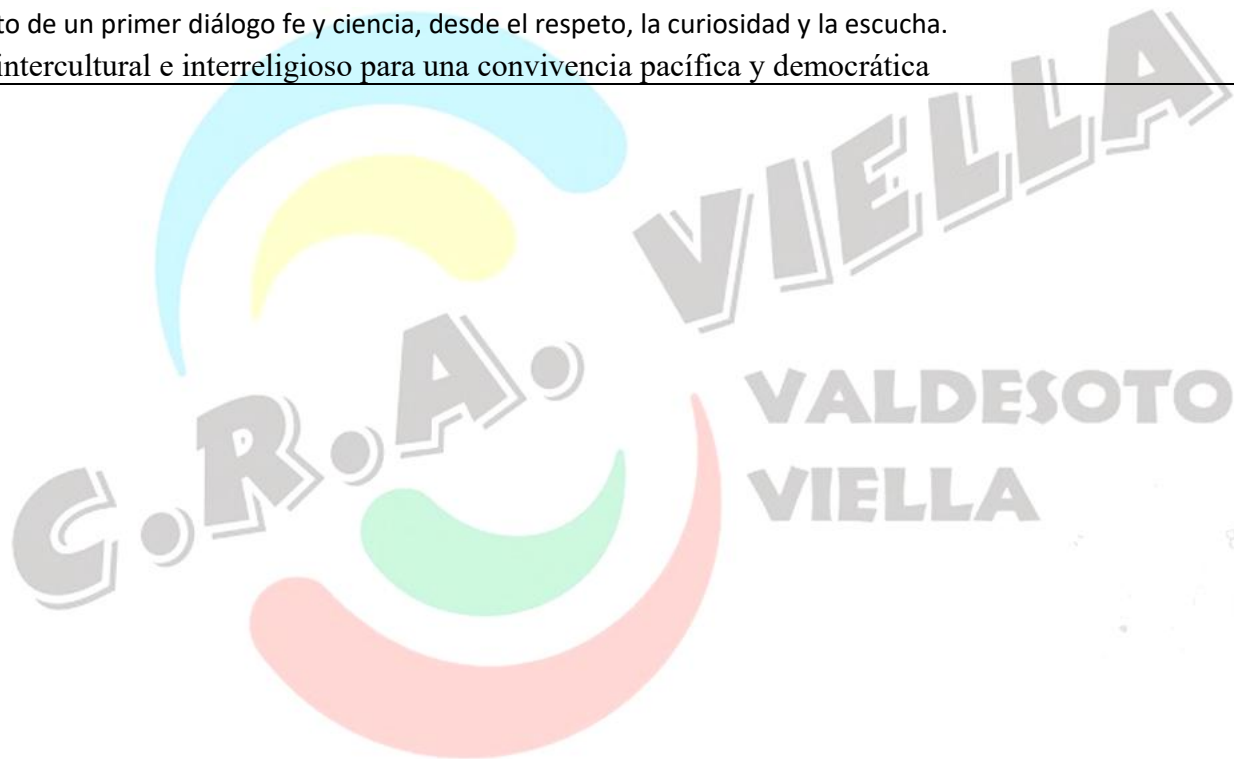 to de un primer diálogo fe y ciencia, desde el respeto, la curiosidad y la escucha.
intercultural e interreligioso para una convivencia pacífica y democrática
C.R.A. VIELLA
VALDESOTO
VIELLA